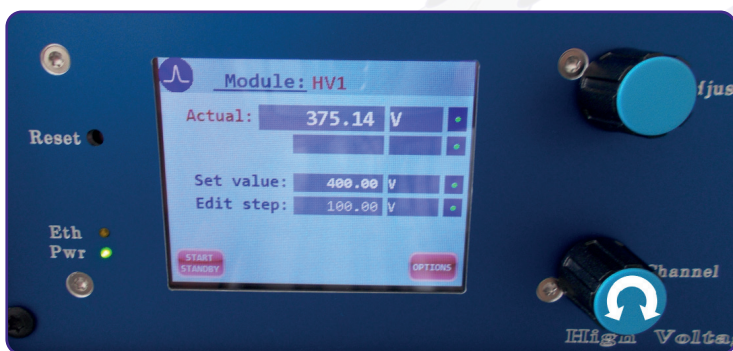 Module: HV1
Actual: 375.14 V
Reset
Set value: 400.00 V
Edit step: 100.00 V
Eth
Pwr
START
STANDBY
OPTIONS
Channel
High